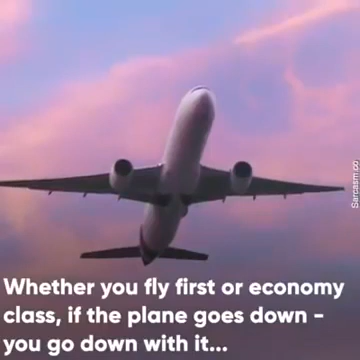 Sarcasm.co
Whether you fly first or economy
class, if the plane goes down -
you go down with it...